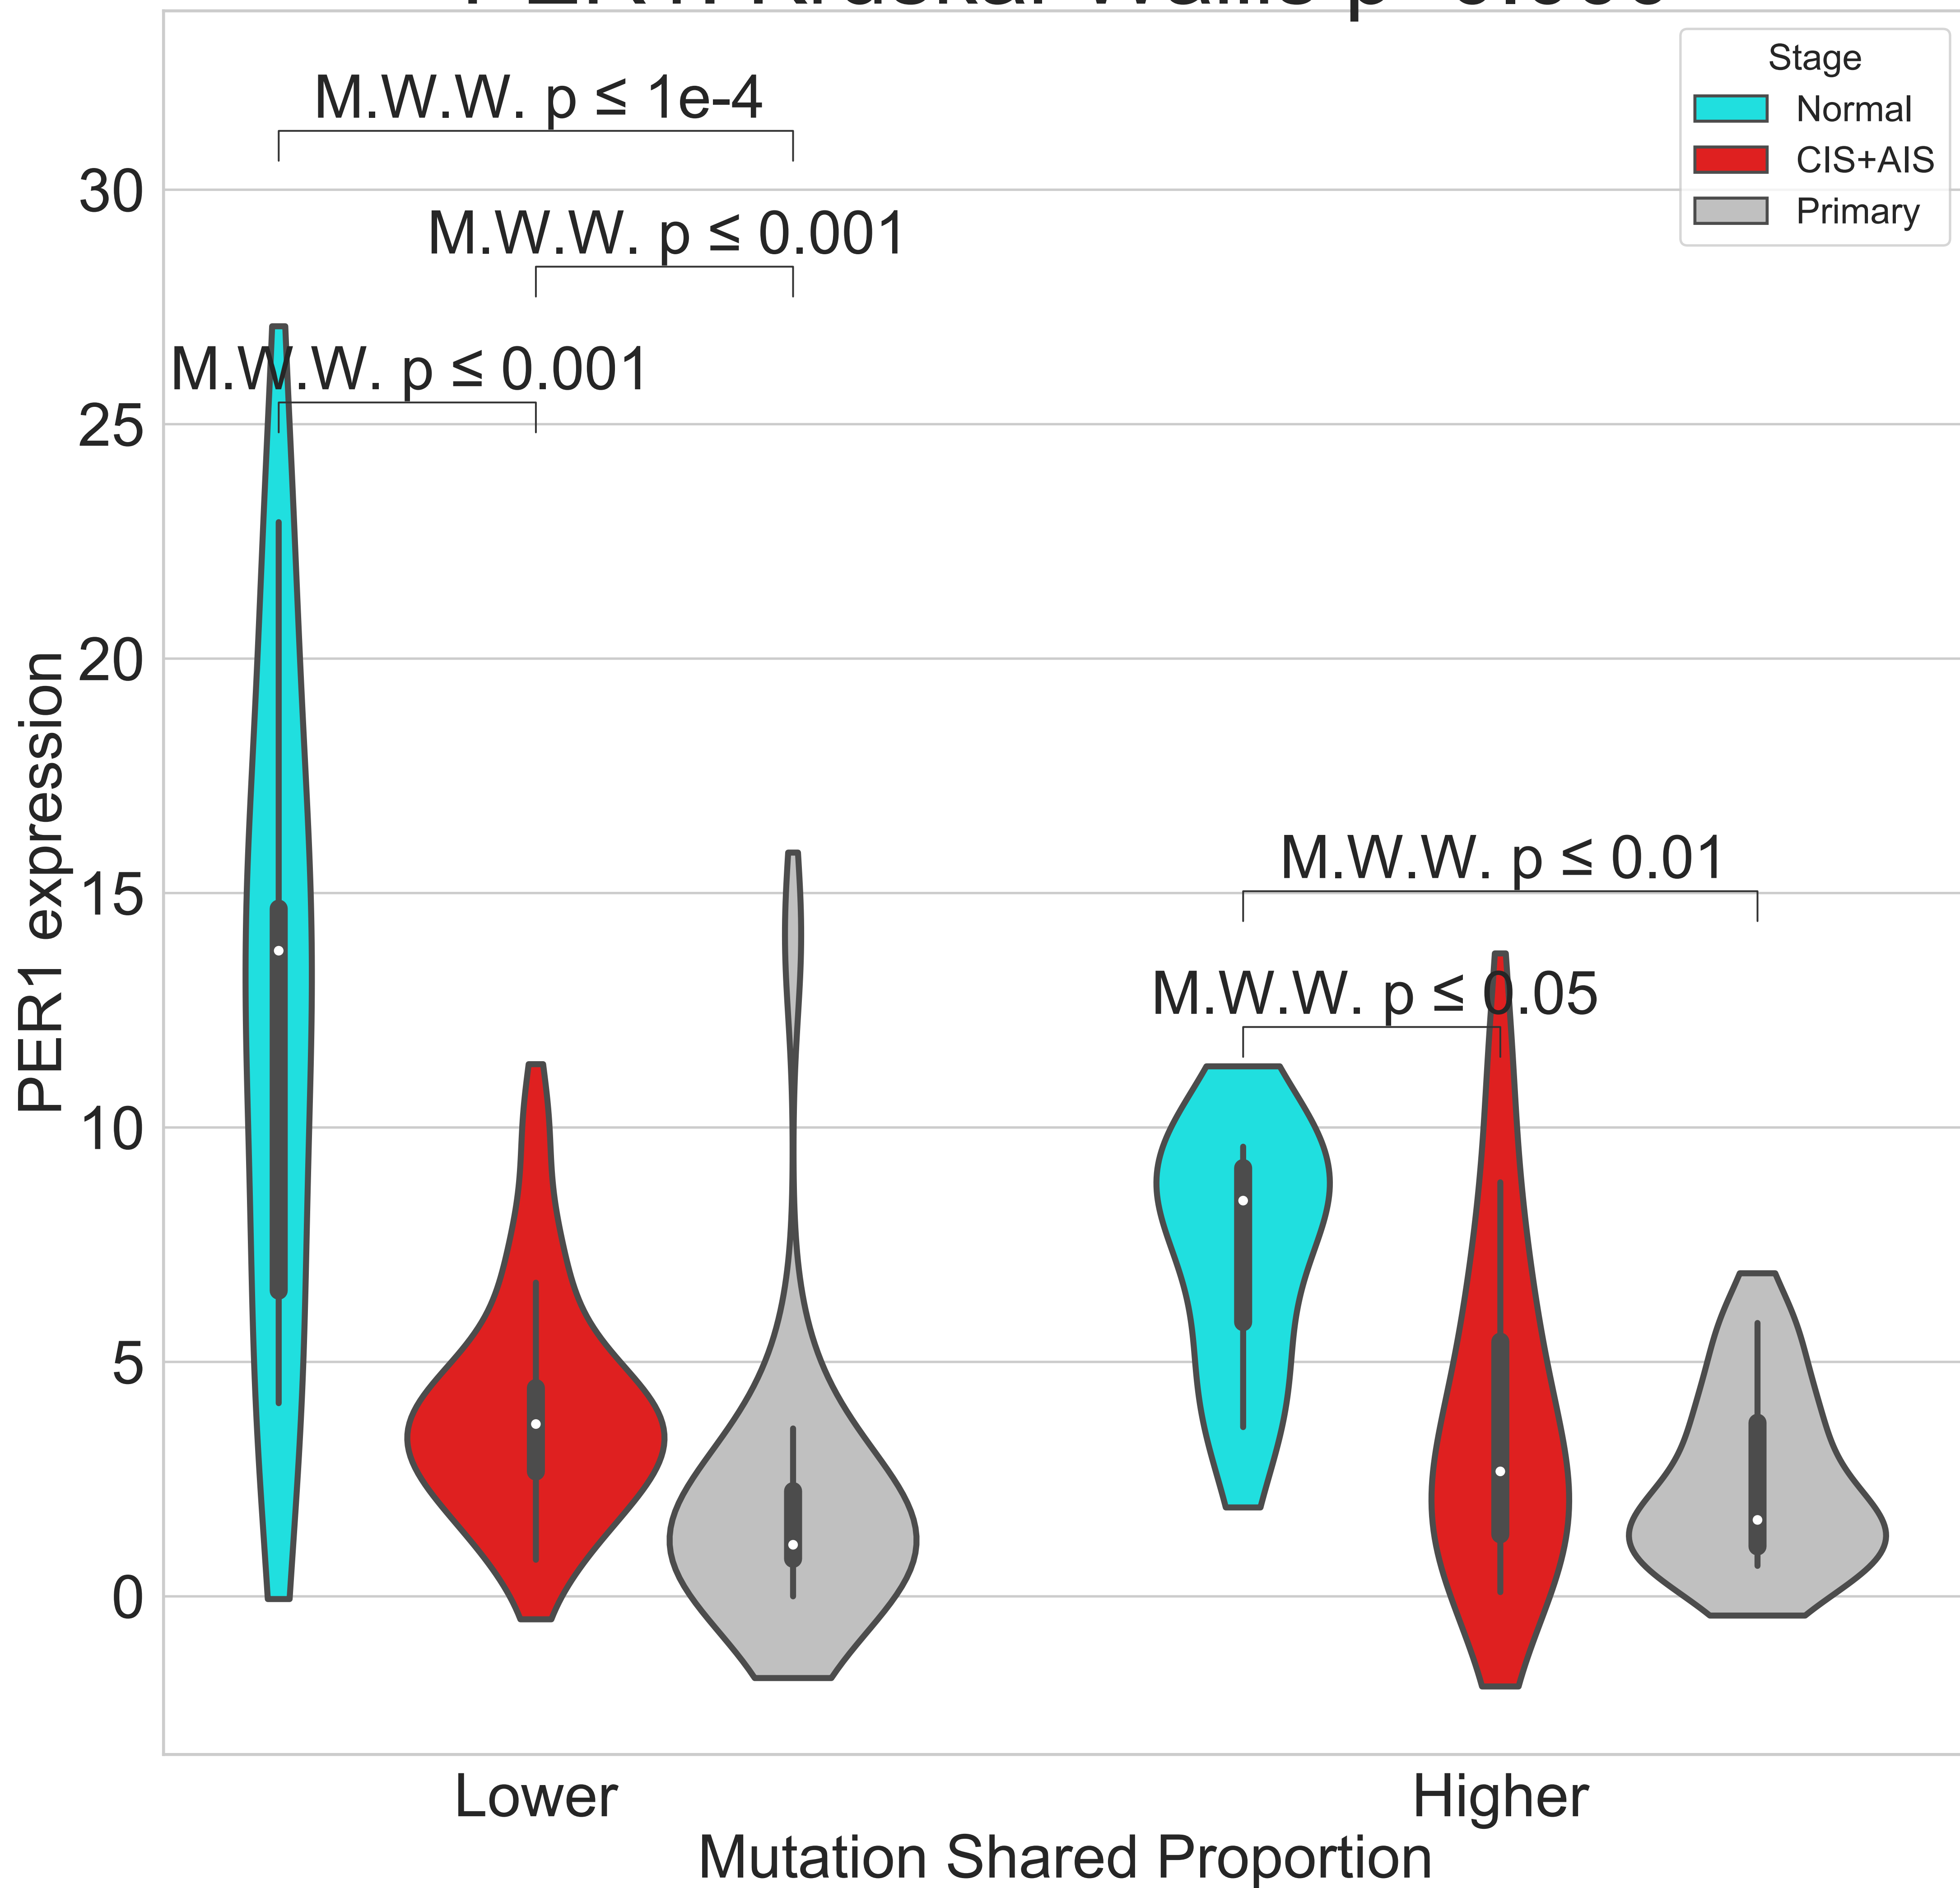 M.W.W. p ≤ 1e-4
M.W.W. p ≤ 0.001
M.W.W. p ≤ 0.001
M.W.W. p ≤ 0.01
M.W.W. p ≤ 0.05
Stage
Normal
CIS+AIS
Primary
PER1 expression
30
25
20
15
10
5
0
Lower
Higher
Mutation Shared Proportion